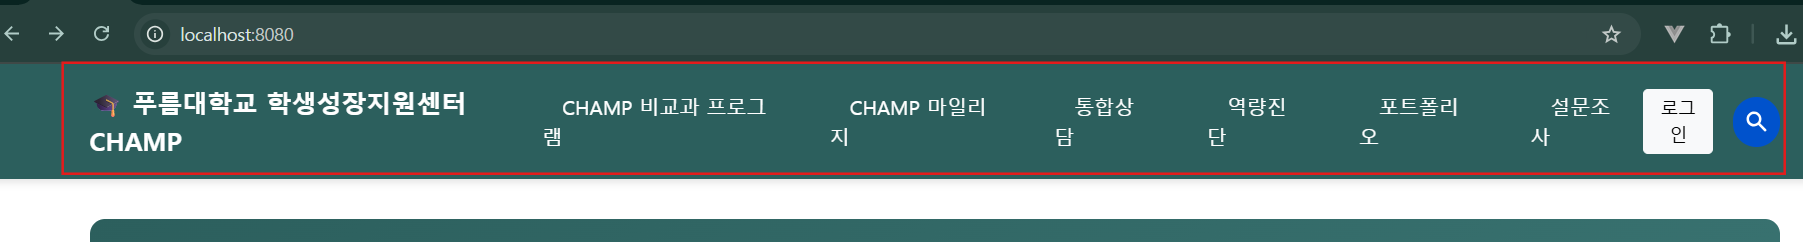 localhost:8080
푸름대학교 학생성장지원센터
CHAMP
CHAMP 비교과 프로그
램
CHAMP 마일리
지
통합상
담
역량진
단
포트폴리
오
설문조
사
로그
인